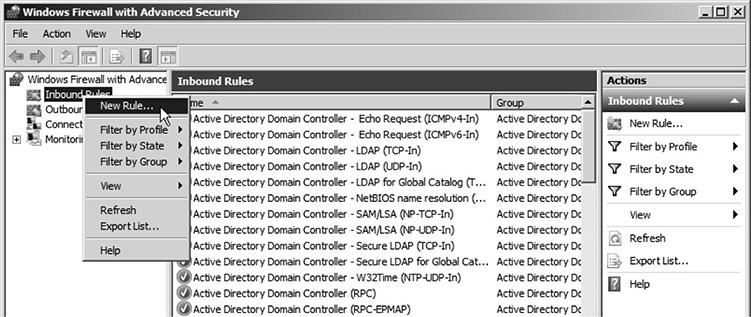 Windows Firewall with Advanced Security
File Action View Help
Windows Firewall with Advance
Inbound Rules
Outbour
Connect
Monitorin
New Rule...
Filter by Profile
Filter by State
Filter by Group
View
Refresh
Export List...
Help
Inbound Rules
me Group
Active Directory Domain Controller - Echo Request (ICMPv4-In) Active Directory Do
Active Directory Domain Controller - Echo Request (ICMPv6-In) Active Directory Do
Active Directory Domain Controller - LDAP (TCP-In) Active Directory Do
Active Directory Domain Controller - LDAP (UDP-In) Active Directory Do
Active Directory Domain Controller - LDAP for Global Catalog (T... Active Directory Do
Active Directory Domain Controller - NetBIOS name resolution (... Active Directory Do
Active Directory Domain Controller - SAM/LSA (NP-TCP-In) Active Directory Do
Active Directory Domain Controller - SAM/LSA (NP-UDP-In) Active Directory Do
Active Directory Domain Controller - Secure LDAP (TCP-In) Active Directory Do
Active Directory Domain Controller - Secure LDAP for Global Cat... Active Directory Do
Active Directory Domain Controller - W32Time (NTP-UDP-In) Active Directory Do
Active Directory Domain Controller (RPC) Active Directory Do
Active Directory Domain Controller (RPC-EPMAP) Active Directory Do
Actions
Inbound Rules
New Rule...
Filter by Profile
Filter by State
Filter by Group
View
Refresh
Export List...
Help